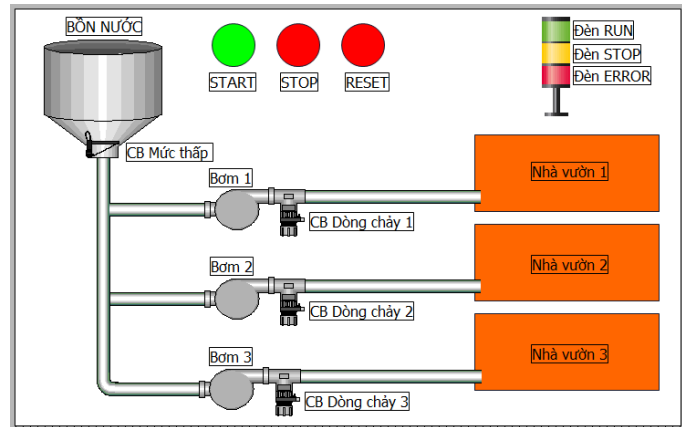 BỒN NƯỚC
START
STOP
RESET
Đèn RUN
Đèn STOP
Đèn ERROR
CB Mức thấp
Bơm 1
CB Dòng chảy 1
Nhà vườn 1
Bơm 2
CB Dòng chảy 2
Nhà vườn 2
Bơm 3
CB Dòng chảy 3
Nhà vườn 3